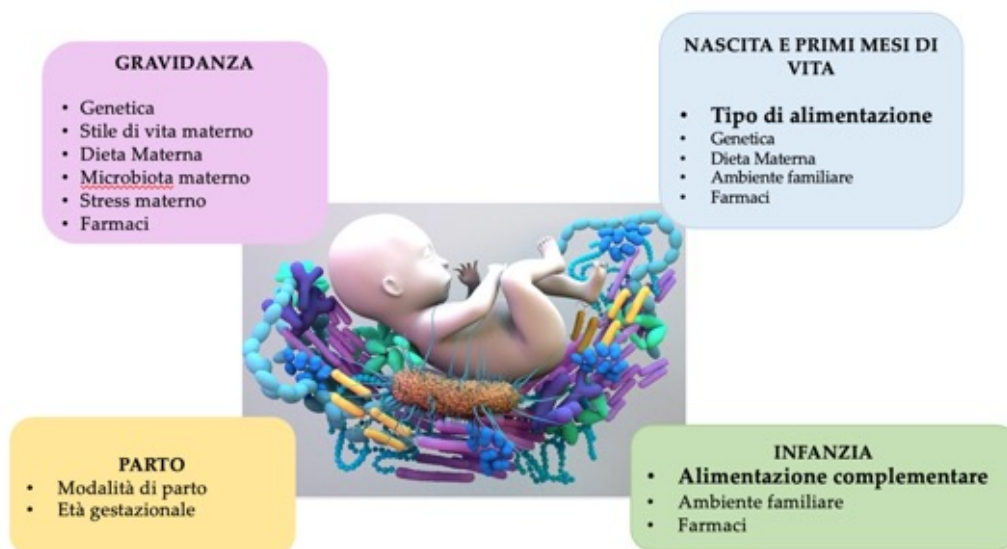 GRAVIDANZA
• Genetica
• Stile di vita materno
• Dieta Materna
• Microbiota materno
• Stress materno
• Farmaci
NASCITA E PRIMI MESI DI
VITA
• Tipo di alimentazione
• Genetica
• Dieta Materna
• Ambiente familiare
• Farmaci
PARTO
• Modalità di parto
• Età gestazionale
INFANZIA
• Alimentazione complementare
• Ambiente familiare
• Farmaci